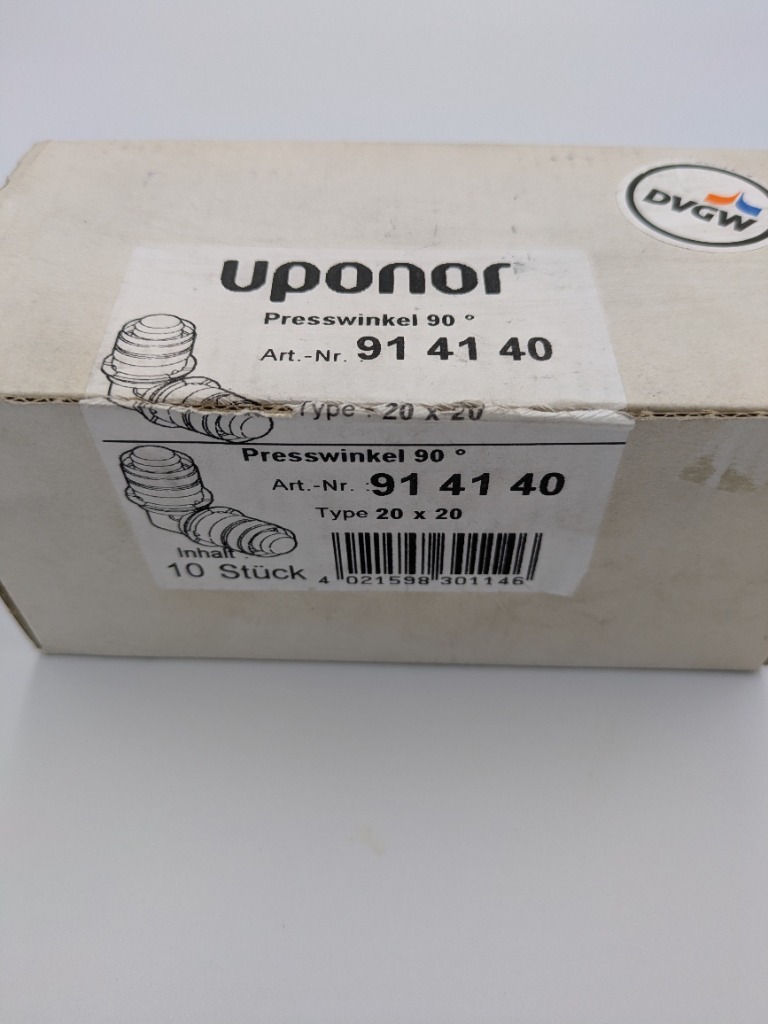 DVGW
uponor
Presswinkel 90 °
Art.-Nr. 91 41 40
Type : 20 x 20
Presswinkel 90 °
Art.-Nr. : 91 41 40
Type 20 x 20
Inhalt :
10 Stück
4 021598 301146